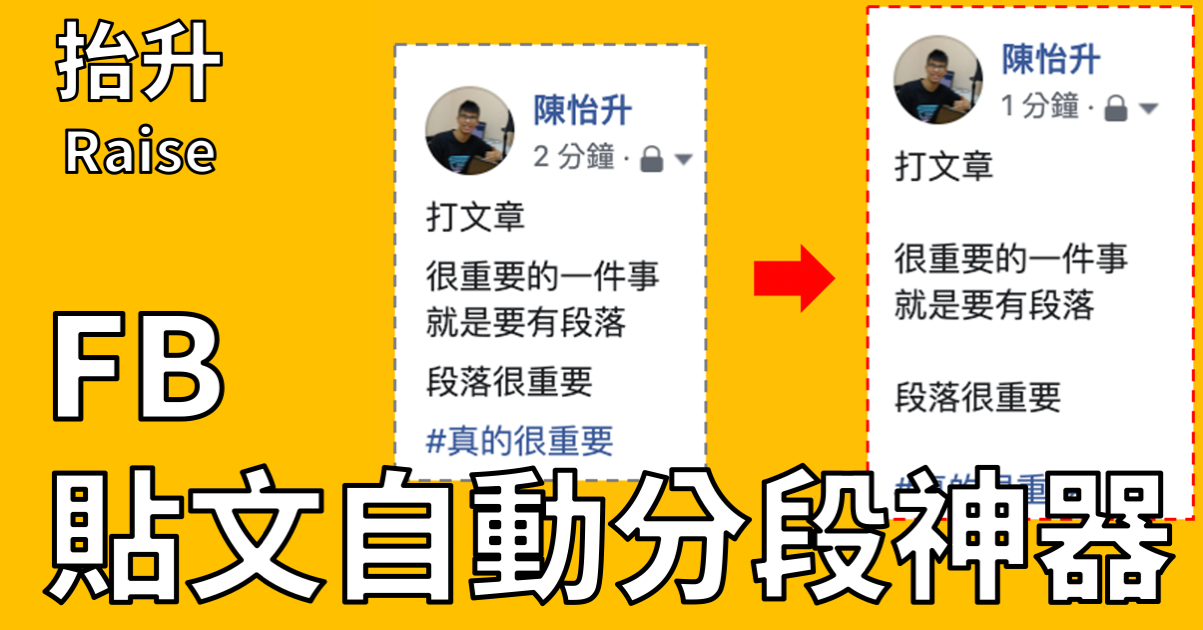 抬升
Raise
陳怡升
2 分鐘 ·
打文章
很重要的一件事
就是要有段落
段落很重要
#真的很重要
陳怡升
1 分鐘 ·
打文章
很重要的一件事
就是要有段落
段落很重要
FB
貼文自動分段神器